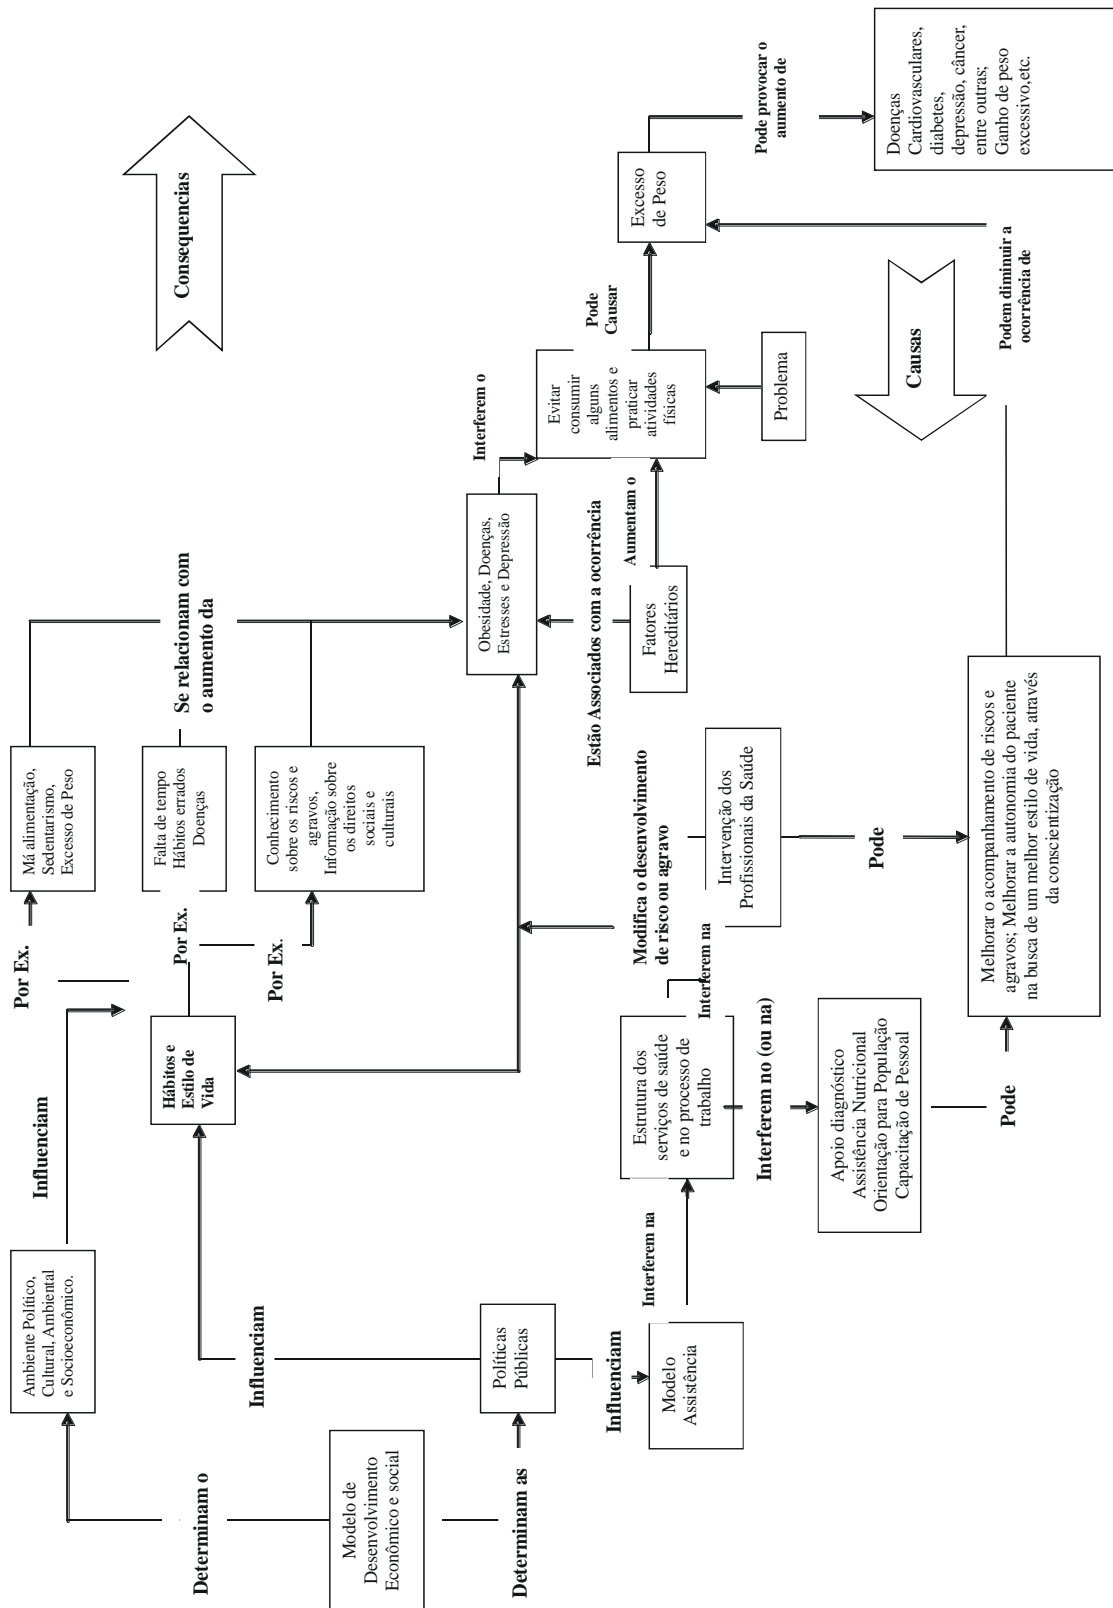 Ambiente Político,
Cultural, Ambiental
e Socioeconômico.
Influenciam
Por Ex.
Má alimentação,
Sedentarismo,
Excesso de Peso
Consequencias
Determinam o
Hábitos e
Estilo de
Vida
Por Ex.
Falta de tempo
Hábitos errados
Doenças
Se relacionam com
o aumento da
Influenciam
Por Ex.
Conhecimento
sobre os riscos e
agravos,
Informação sobre
os direitos
sociais e
culturais
Modelo de
Desenvolvimento
Econômico e social
Determinam as
Políticas
Públicas
Obesidade, Doenças,
Estresses e Depressão
Interferem o
Evitar
consumir
alguns
alimentos e
praticar
atividades
físicas
Pode
Causar
Excesso
de Peso
Pode provocar o
aumento de
Influenciam
Estão Associados com a ocorrência
Aumentam o
Modelo
Assistência
Interferem na
Estrutura dos
serviços de saúde
e no processo de
trabalho
Modifica o desenvolvimento
de risco ou agravo
Interferem na
Intervenção dos
Profissionais da Saúde
Fatores
Hereditários
Problema
Interferem no (ou na)
Apoio diagnóstico
Assistência Nutricional
Orientação para População
Capacitação de Pessoal
Pode
Causas
Doenças
Cardiovasculares,
diabetes,
depressão, câncer,
entre outras;
Ganho de peso
excessivo,etc.
Pode
Melhorar o acompanhamento de riscos e
agravos; Melhorar a autonomia do paciente
na busca de um melhor estilo de vida, através
da conscientização
Podem diminuir a
ocorrência de